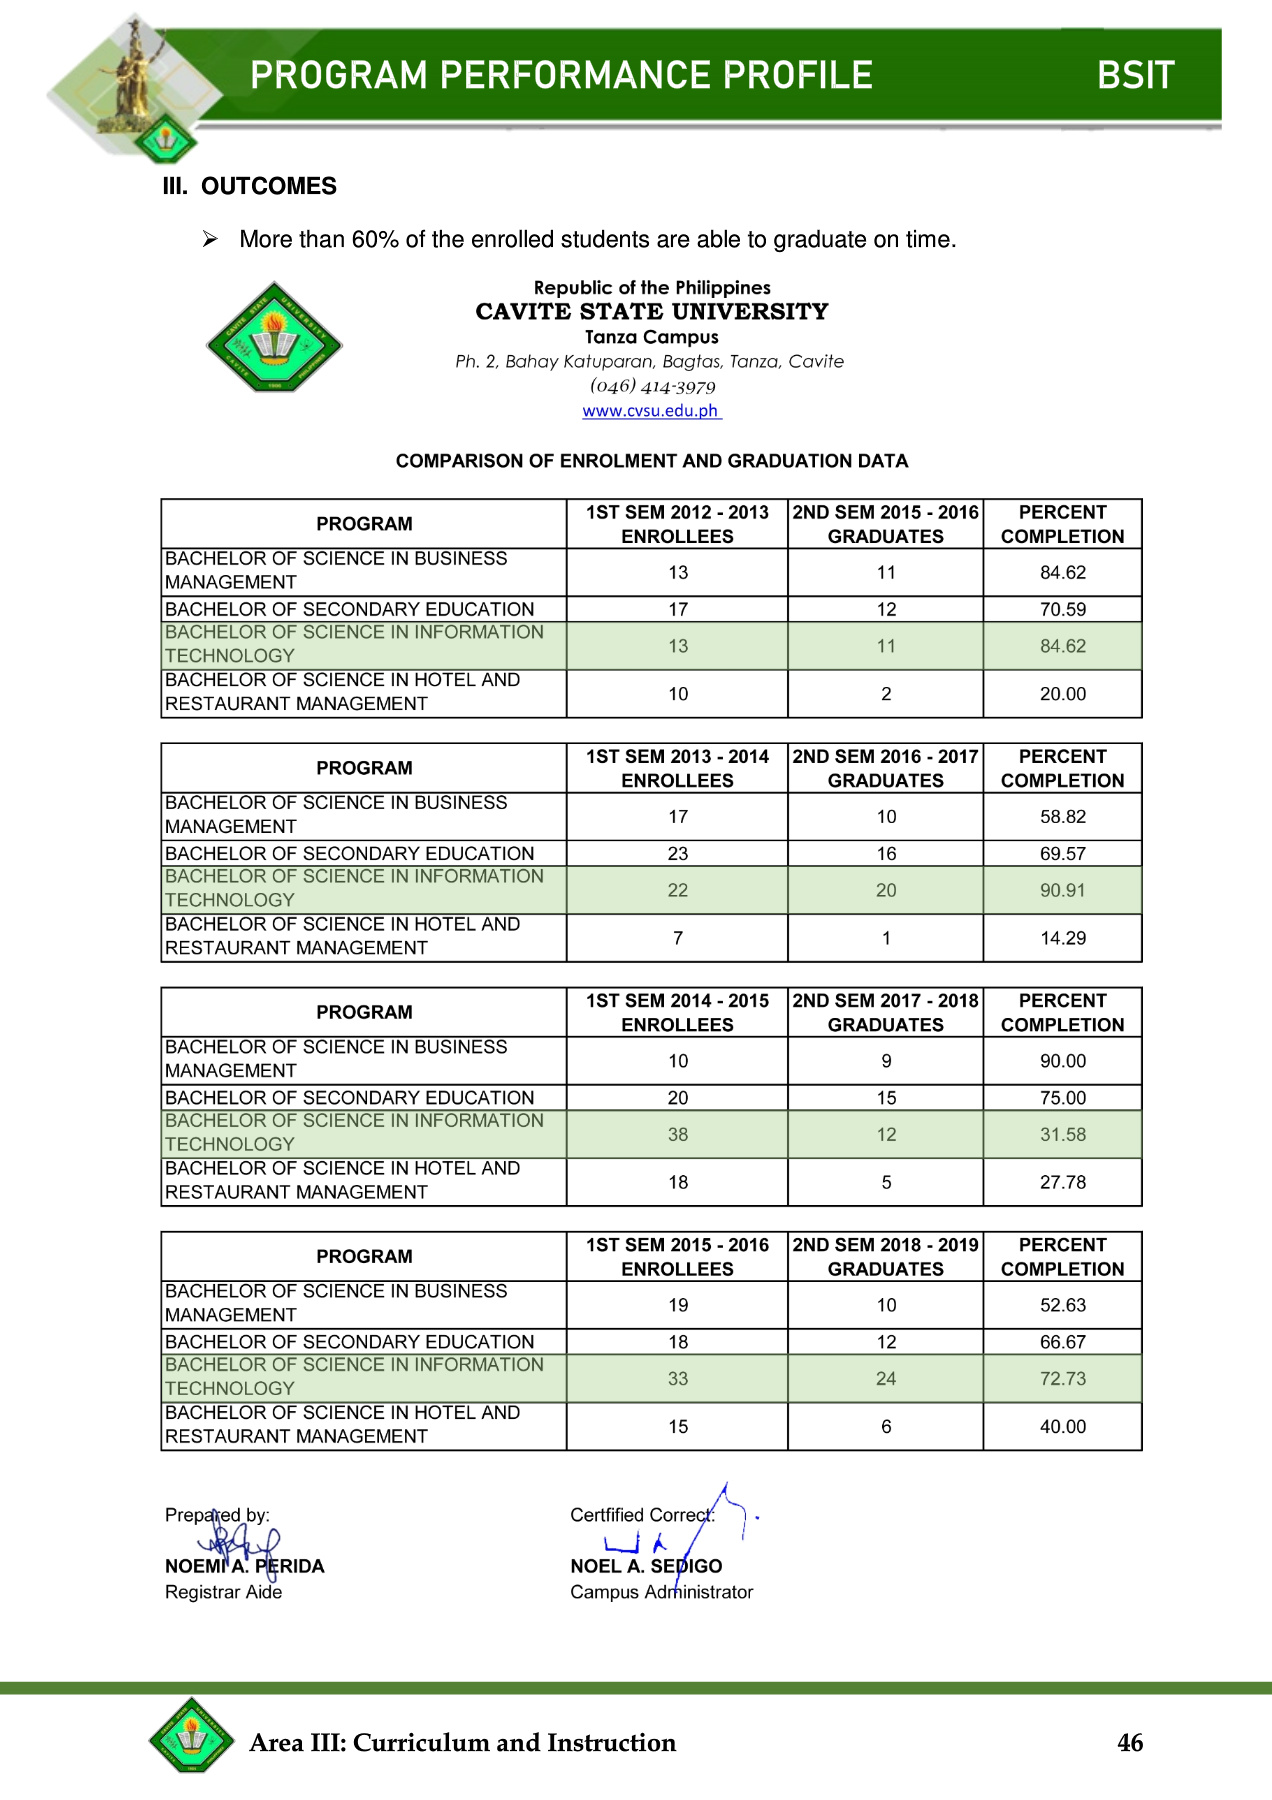 PROGRAM PERFORMANCE PROFILE BSIT
III. OUTCOMES
➢ More than 60% of the enrolled students are able to graduate on time.
Republic of the Philippines
CAVITE STATE UNIVERSITY
Tanza Campus
Ph. 2, Bahay Katuparan, Bagtas, Tanza, Cavite
(046) 414-3979
www.cvsu.edu.ph
COMPARISON OF ENROLMENT AND GRADUATION DATA
PROGRAM 1ST SEM 2012 - 2013 2ND SEM 2015 - 2016 PERCENT
ENROLLEES GRADUATES COMPLETION
BACHELOR OF SCIENCE IN BUSINESS
MANAGEMENT 13 11 84.62
BACHELOR OF SECONDARY EDUCATION 17 12 70.59
BACHELOR OF SCIENCE IN INFORMATION
TECHNOLOGY 13 11 84.62
BACHELOR OF SCIENCE IN HOTEL AND
RESTAURANT MANAGEMENT 10 2 20.00
PROGRAM 1ST SEM 2013 - 2014 2ND SEM 2016 - 2017 PERCENT
ENROLLEES GRADUATES COMPLETION
BACHELOR OF SCIENCE IN BUSINESS
MANAGEMENT 17 10 58.82
BACHELOR OF SECONDARY EDUCATION 23 16 69.57
BACHELOR OF SCIENCE IN INFORMATION
TECHNOLOGY 22 20 90.91
BACHELOR OF SCIENCE IN HOTEL AND
RESTAURANT MANAGEMENT 7 1 14.29
PROGRAM 1ST SEM 2014 - 2015 2ND SEM 2017 - 2018 PERCENT
ENROLLEES GRADUATES COMPLETION
BACHELOR OF SCIENCE IN BUSINESS
MANAGEMENT 10 9 90.00
BACHELOR OF SECONDARY EDUCATION 20 15 75.00
BACHELOR OF SCIENCE IN INFORMATION
TECHNOLOGY 38 12 31.58
BACHELOR OF SCIENCE IN HOTEL AND
RESTAURANT MANAGEMENT 18 5 27.78
PROGRAM 1ST SEM 2015 - 2016 2ND SEM 2018 - 2019 PERCENT
ENROLLEES GRADUATES COMPLETION
BACHELOR OF SCIENCE IN BUSINESS
MANAGEMENT 19 10 52.63
BACHELOR OF SECONDARY EDUCATION 18 12 66.67
BACHELOR OF SCIENCE IN INFORMATION
TECHNOLOGY 33 24 72.73
BACHELOR OF SCIENCE IN HOTEL AND
RESTAURANT MANAGEMENT 15 6 40.00
Prepared by: Certfified Correct:
NOEMI A. PERIDA NOEL A. SEDIGO
Registrar Aide Campus Administrator
Area III: Curriculum and Instruction 46